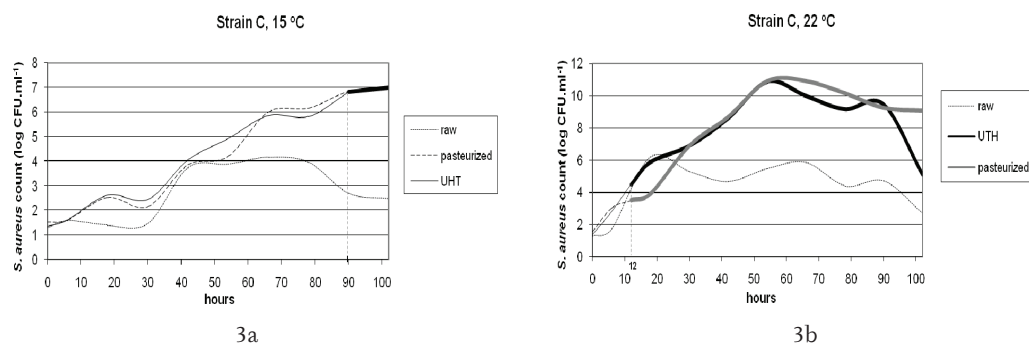 Strain C, 15 ºC
S. aureus count (log CFU.ml⁻¹)
7
6
5
4
3
2
1
0
0 10 20 30 40 50 60 70 80 90 100
hours
raw
pasteurized
UHT
3a
Strain C, 22 ºC
S. aureus count (log CFU.ml⁻¹)
12
10
8
6
4
2
0
0 10 20 30 40 50 60 70 80 90 100
12
hours
raw
UTH
pasteurized
3b